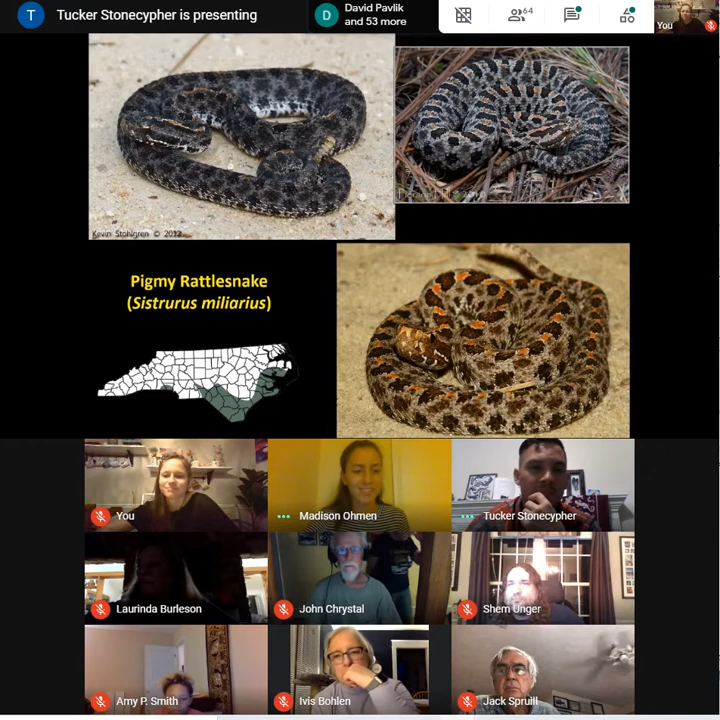 T Tucker Stonecypher is presenting
D David Pavlik
and 53 more
64
You
Kevin Stohlgren © 2012
Pigmy Rattlesnake
(Sistrurus miliarius)
You
Madison Ohmen
Tucker Stonecypher
Laurinda Burleson
John Chrystal
Shem Unger
Amy P. Smith
Ivis Bohlen
Jack Spruill